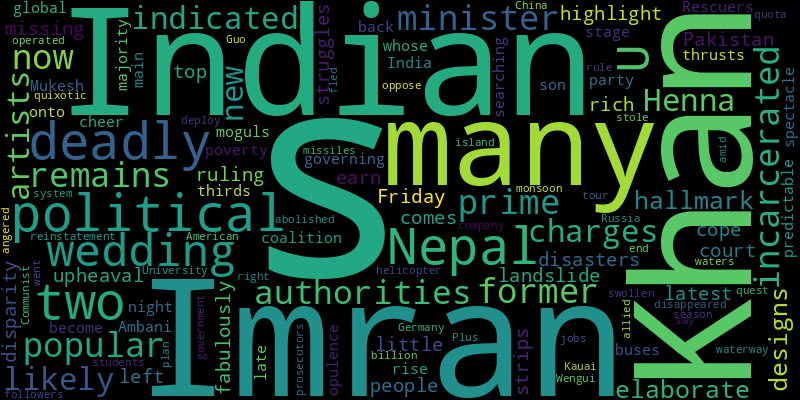 global
indicated
minister
highlight
China
Rescuers
quota
missing
operated
Guo
back
whose
stage
Pakistan
majority
main
struggles
Indian
now
top
India
thrusts
Mukesh
new
fled
oppose
searching
son
rule
party
u
Khan
quixotic
onto
cheer
moguls
many
rich
Henna
artists
deadly
poverty
missiles
governing
deploy
S
island
stole
amid
predictable
spectacle
remains
ruling
earn
thirds
Friday
monsoon
tour
hallmark
incarcerated
political
system
abolished
comes
prime
Russia
company
angered
reinstatement
American
coalition
Nepal
charges
cope
end
wedding
disasters
court
upheaval
University
right
helicopter
landslide
waters
disparity
communist
went
two
night
fabulously
authorities
former
latest
quest
swollen
disappeared
allied
season
say
become
Ambani
government
late
prosecutors
opulence
Imran
Germany
Plus
little
strips
jobs
waterway
designs
popular
plan
students
billion
rise
buses
Kauai
Wengui
likely
left
people
elaborate
followers